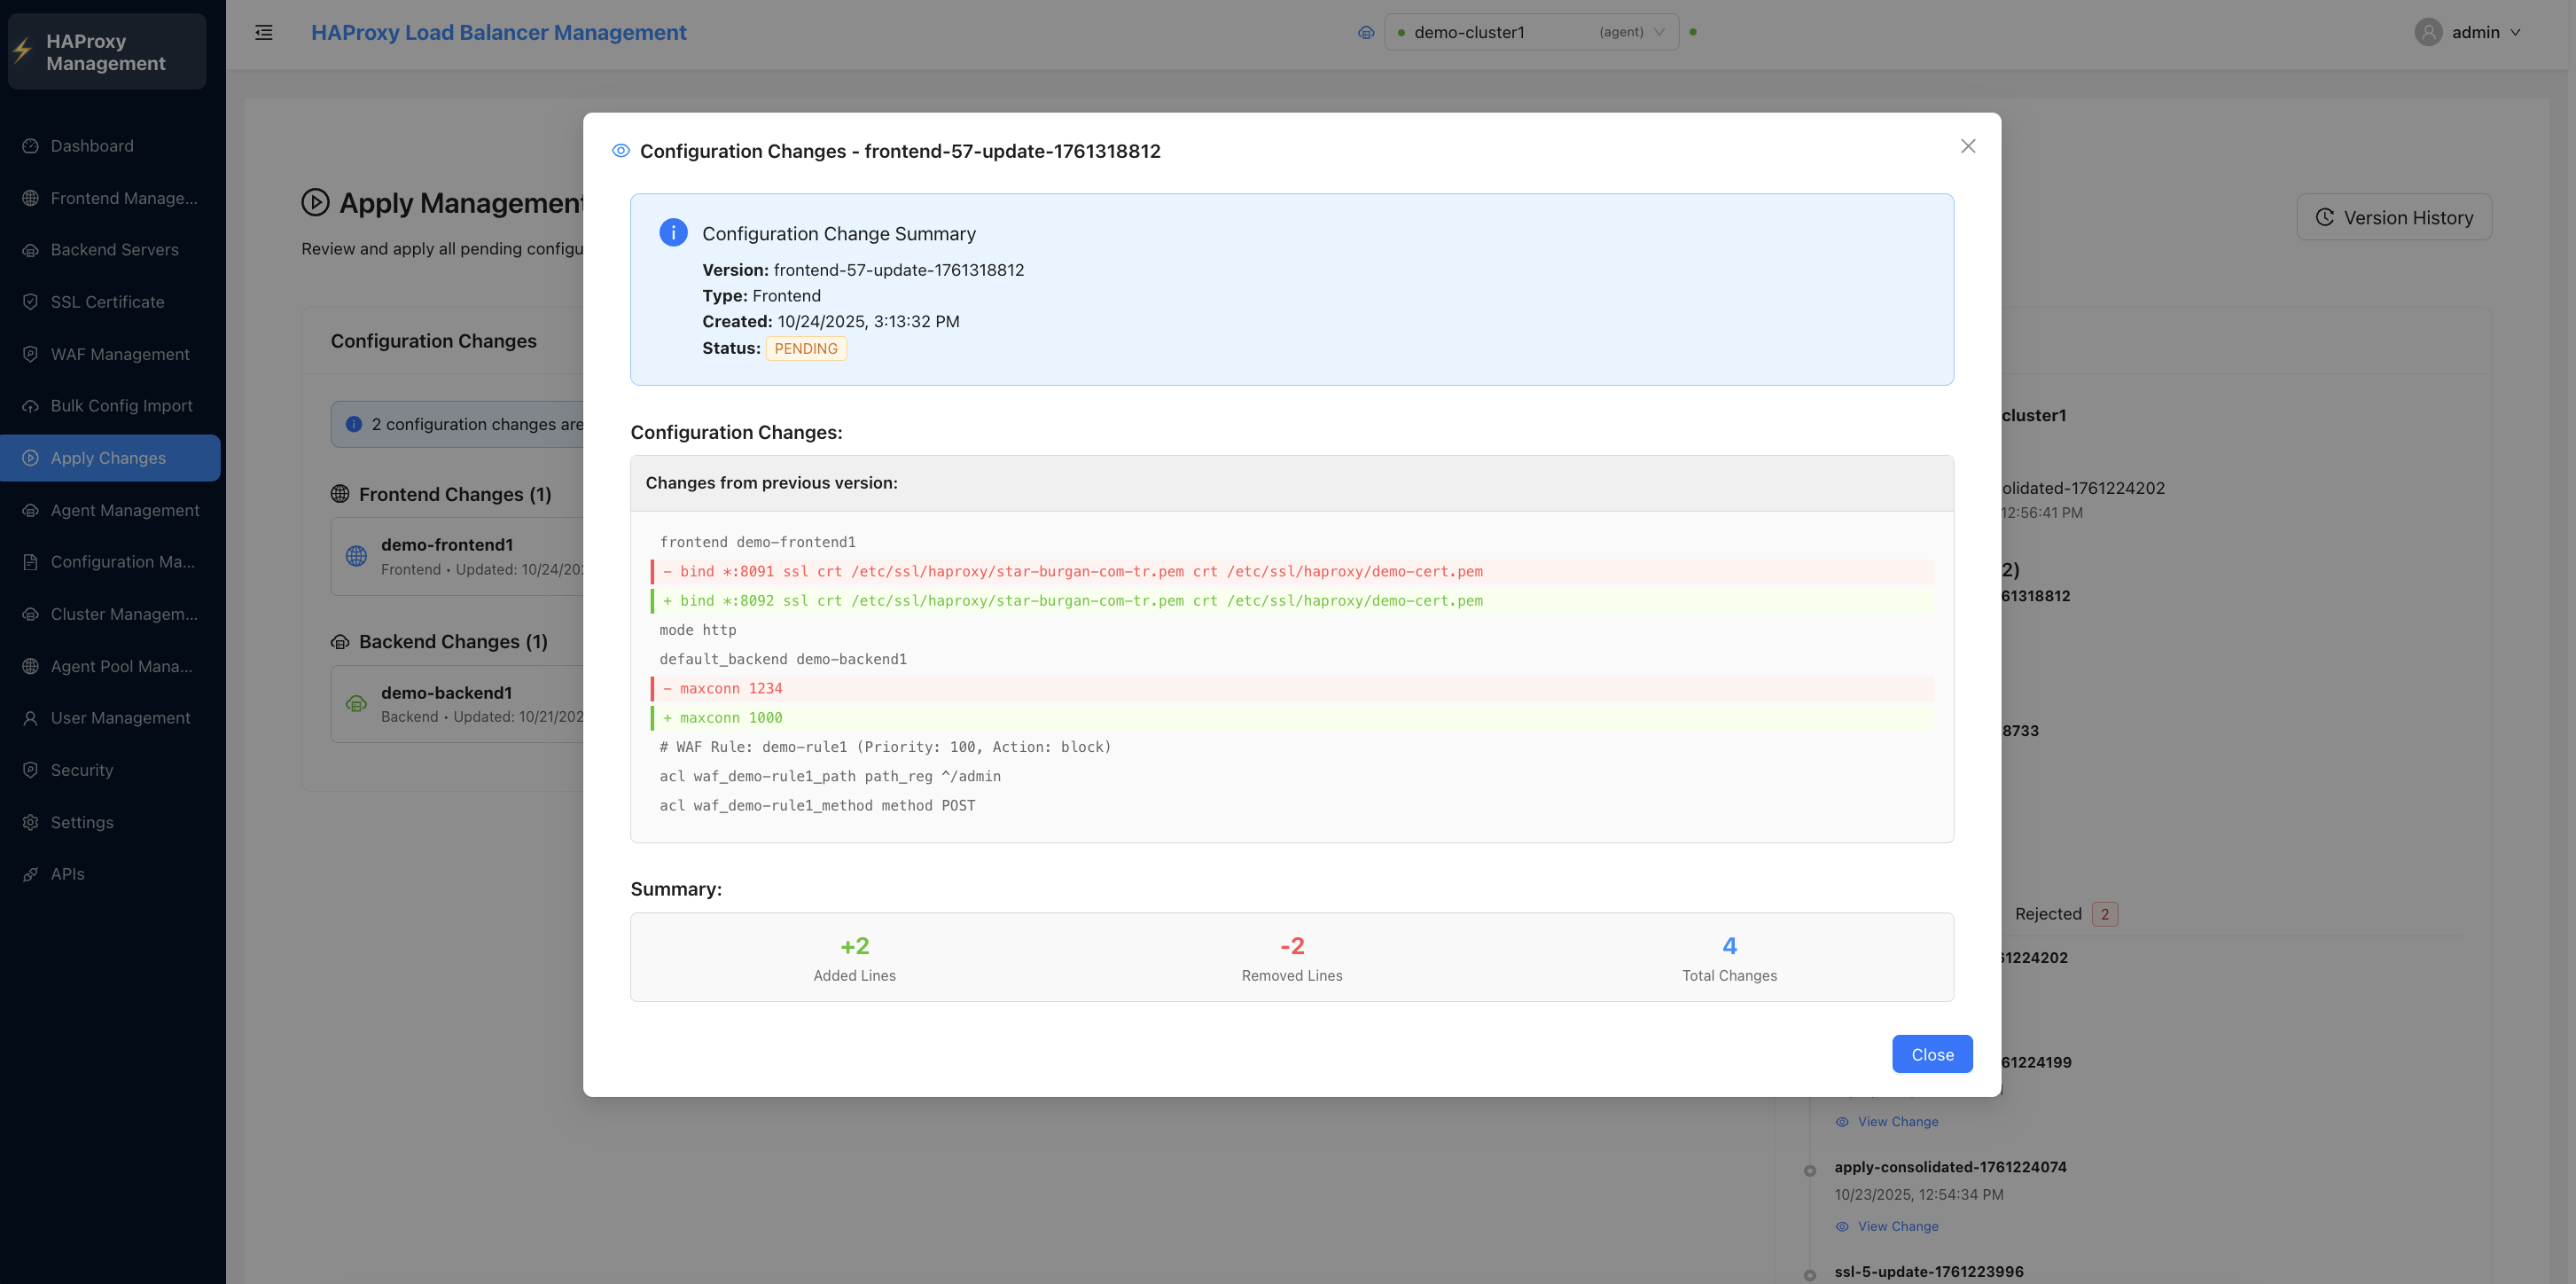 HAProxy
Management
HAProxy Load Balancer Management
demo-cluster1 (agent)
admin
Dashboard
Frontend Manage...
Backend Servers
SSL Certificate
WAF Management
Bulk Config Import
Apply Changes
Agent Management
Configuration Ma...
Cluster Managem...
Agent Pool Mana...
User Management
Security
Settings
APIs
Apply Management
Review and apply all pending configu
Version History
Configuration Changes
2 configuration changes are
Frontend Changes (1)
demo-frontend1
Frontend • Updated: 10/24/202
Backend Changes (1)
demo-backend1
Backend • Updated: 10/21/202
Configuration Changes - frontend-57-update-1761318812
Configuration Change Summary
Version: frontend-57-update-1761318812
Type: Frontend
Created: 10/24/2025, 3:13:32 PM
Status: PENDING
Configuration Changes:
Changes from previous version:
frontend demo-frontend1
- bind *:8091 ssl crt /etc/ssl/haproxy/star-burgan-com-tr.pem crt /etc/ssl/haproxy/demo-cert.pem
+ bind *:8092 ssl crt /etc/ssl/haproxy/star-burgan-com-tr.pem crt /etc/ssl/haproxy/demo-cert.pem
mode http
default_backend demo-backend1
- maxconn 1234
+ maxconn 1000
# WAF Rule: demo-rule1 (Priority: 100, Action: block)
acl waf_demo-rule1_path path_reg ^/admin
acl waf_demo-rule1_method method POST
Summary:
+2
Added Lines
-2
Removed Lines
4
Total Changes
Close
cluster1
olidated-1761224202
12:56:41 PM
2)
61318812
8733
Rejected 2
61224202
61224199
View Change
apply-consolidated-1761224074
10/23/2025, 12:54:34 PM
View Change
ssl-5-update-1761223996